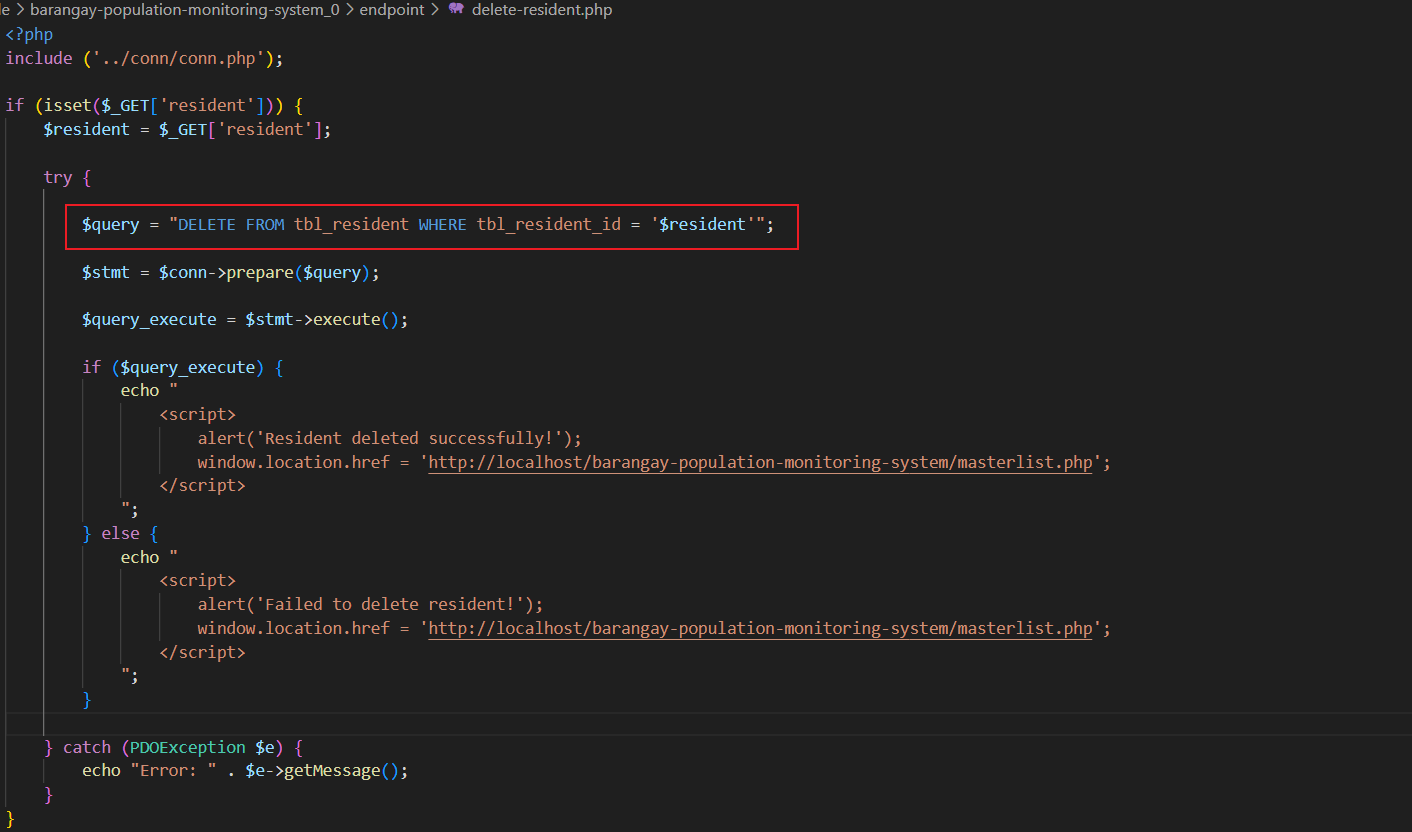 le > barangay-population-monitoring-system_0 > endpoint > delete-resident.php
<?php
include ('../conn/conn.php');
if (isset($_GET['resident'])) {
    $resident = $_GET['resident'];
    try {
        $query = "DELETE FROM tbl_resident WHERE tbl_resident_id = '$resident'";
        $stmt = $conn->prepare($query);
        $query_execute = $stmt->execute();
        if ($query_execute) {
            echo "
                <script>
                    alert('Resident deleted successfully!');
                    window.location.href = 'http://localhost/barangay-population-monitoring-system/masterlist.php';
                </script>
            ";
        } else {
            echo "
                <script>
                    alert('Failed to delete resident!');
                    window.location.href = 'http://localhost/barangay-population-monitoring-system/masterlist.php';
                </script>
            ";
        }
    } catch (PDOException $e) {
        echo "Error: " . $e->getMessage();
    }
}